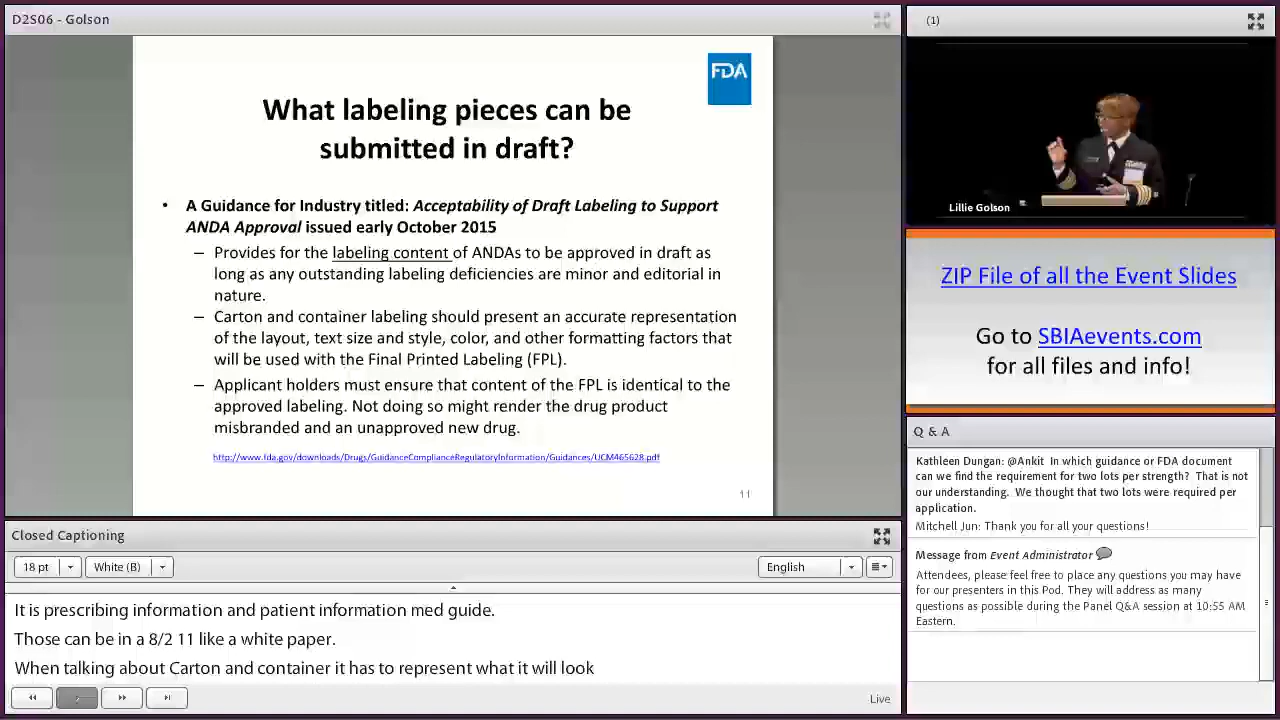 D2S06 - Golson
FDA
What labeling pieces can be
submitted in draft?
• A Guidance for Industry titled: Acceptability of Draft Labeling to Support
ANDA Approval issued early October 2015
– Provides for the labeling content of ANDAs to be approved in draft as
long as any outstanding labeling deficiencies are minor and editorial in
nature.
– Carton and container labeling should present an accurate representation
of the layout, text size and style, color, and other formatting factors that
will be used with the Final Printed Labeling (FPL).
– Applicant holders must ensure that content of the FPL is identical to the
approved labeling. Not doing so might render the drug product
misbranded and an unapproved new drug.
http://www.fda.gov/downloads/Drugs/GuidanceComplianceRegulatoryInformation/Guidances/UCM465628.pdf
11
Closed Captioning
18 pt
White (B)
English
It is prescribing information and patient information med guide.
Those can be in a 8/2 11 like a white paper.
When talking about Carton and container it has to represent what it will look
Live
(1)
Lillie Golson
ZIP File of all the Event Slides
Go to SBIAevents.com
for all files and info!
Q & A
Kathleen Dungan: @Ankit In which guidance or FDA document
can we find the requirement for two lots per strength? That is not
our understanding. We thought that two lots were required per
application.
Mitchell Jun: Thank you for all your questions!
Message from Event Administrator
Attendees, please feel free to place any questions you may have
for our presenters in this Pod. They will address as many
questions as possible during the Panel Q&A session at 10:55 AM
Eastern.